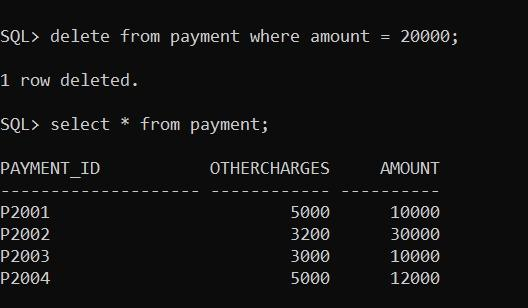 SQL> delete from payment where amount = 20000;
1 row deleted.
SQL> select * from payment;
PAYMENT_ID           OTHERCHARGES     AMOUNT
-------------------- ------------ ----------
P2001                        5000      10000
P2002                        3200      30000
P2003                        3000      10000
P2004                        5000      12000